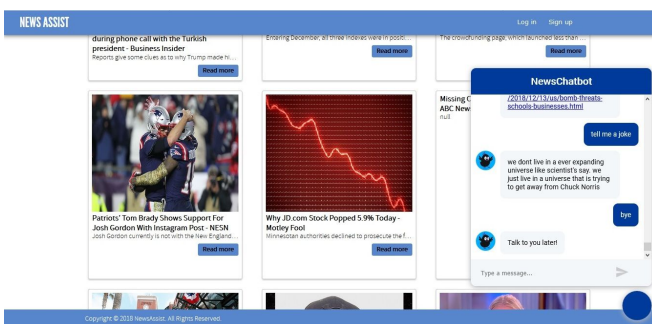 NEWS ASSIST
Log in
Sign up
during phone call with the Turkish
president - Business Insider
Reports give some clues as to why Trump made hi...
Read more
Entering December, all three indexes were in positi...
Read more
The crowdfunding page, which launched less than ...
Read more
Patriots' Tom Brady Shows Support For
Josh Gordon With Instagram Post - NESN
Josh Gordon currently is not with the New England...
Read more
Why JD.com Stock Popped 5.9% Today -
Motley Fool
Minnesotan authorities declined to prosecute the f...
Read more
Missing
ABC New
null
NewsChatbot
/2018/12/13/us/bomb-threats-
schools-businesses.html
tell me a joke
we dont live in a ever expanding
universe like scientist's say. we
just live in a universe that is trying
to get away from Chuck Norris
bye
Talk to you later!
Type a message...
Copyright © 2018 NewsAssist. All Rights Reserved.